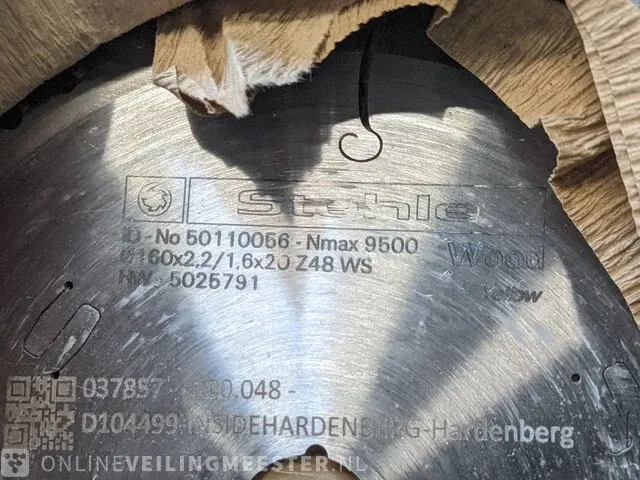 Stehle
ID-No 50110056 - Nmax 9500
Ø160x2,2/1,6x20 Z48 WS
HW - 5025791
Wood
Yellow
D104499-INSIDEHARDENBERG-Hardenberg
ONLINEVEILINGMEESTER.NL